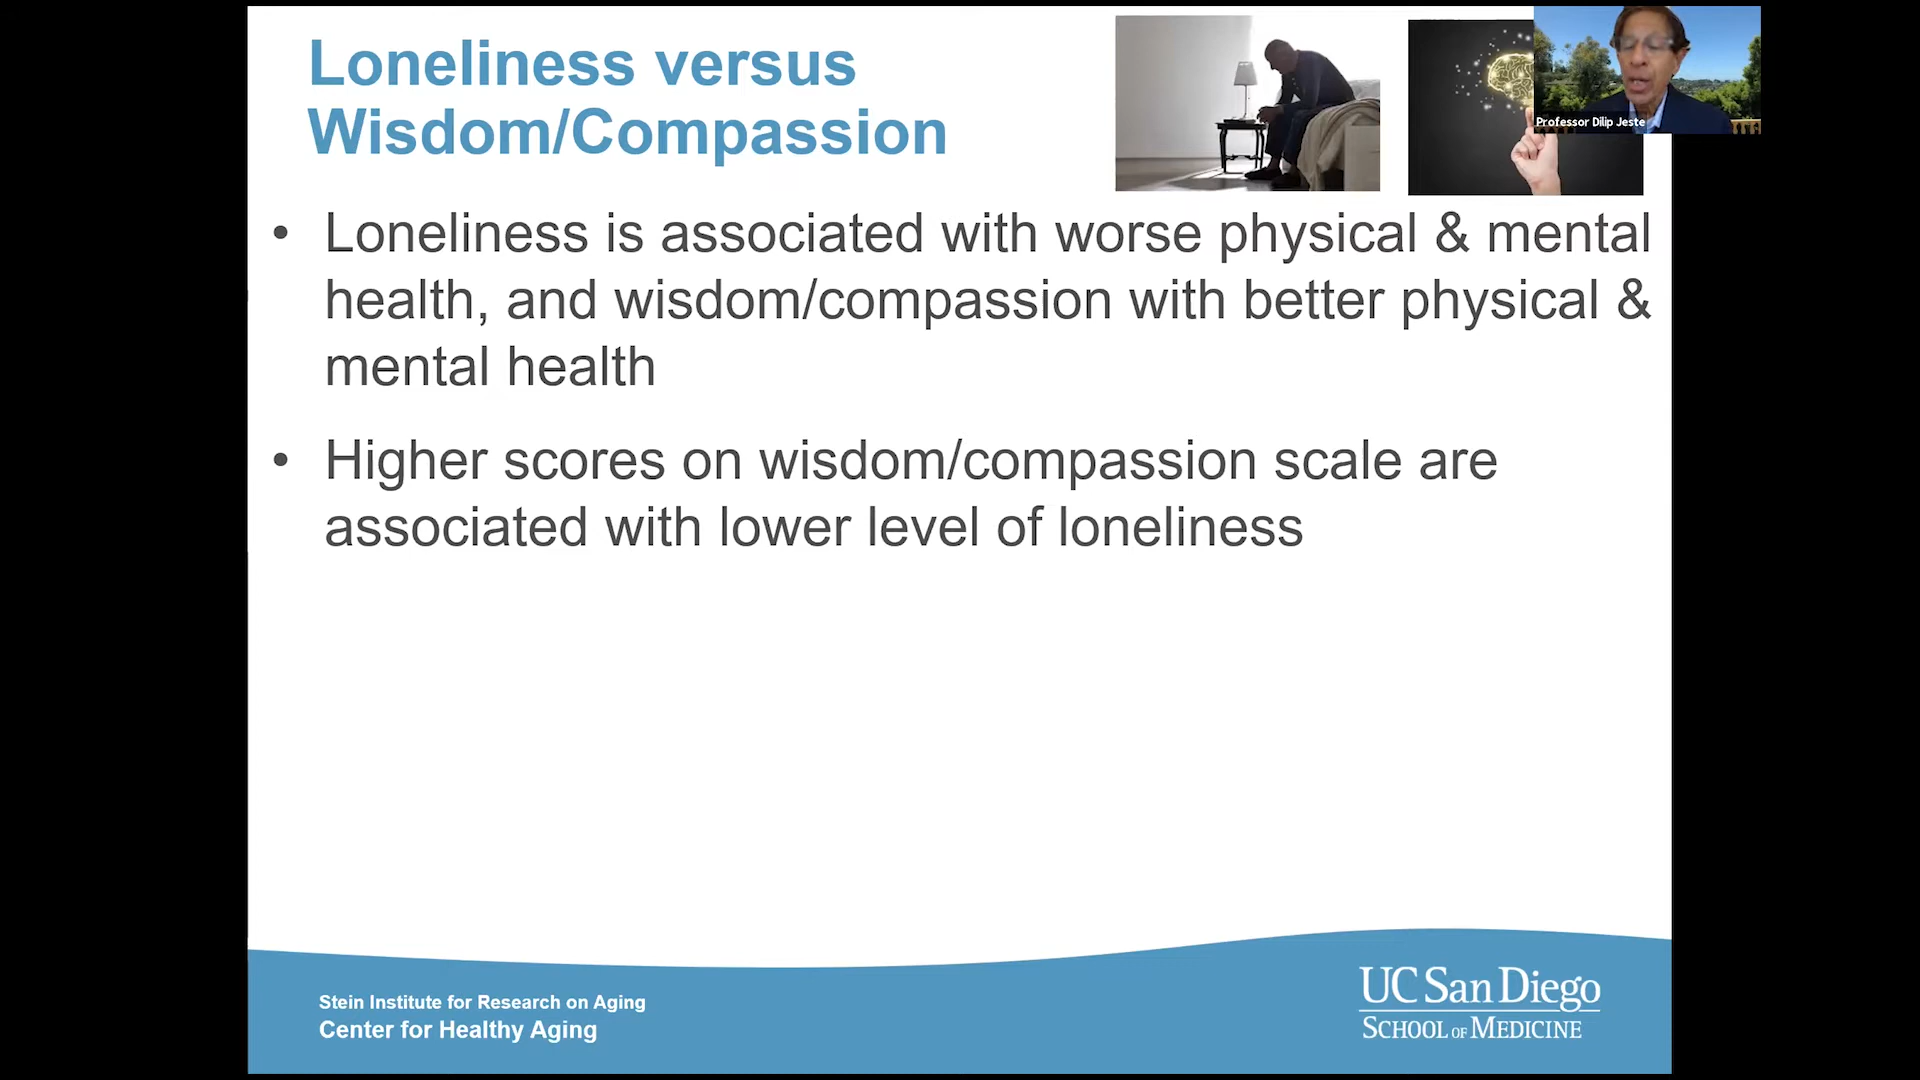 Loneliness versus
Wisdom/Compassion
Professor Dilip Jeste
• Loneliness is associated with worse physical & mental
health, and wisdom/compassion with better physical &
mental health
• Higher scores on wisdom/compassion scale are
associated with lower level of loneliness
Stein Institute for Research on Aging
Center for Healthy Aging
UC San Diego
SCHOOL OF MEDICINE